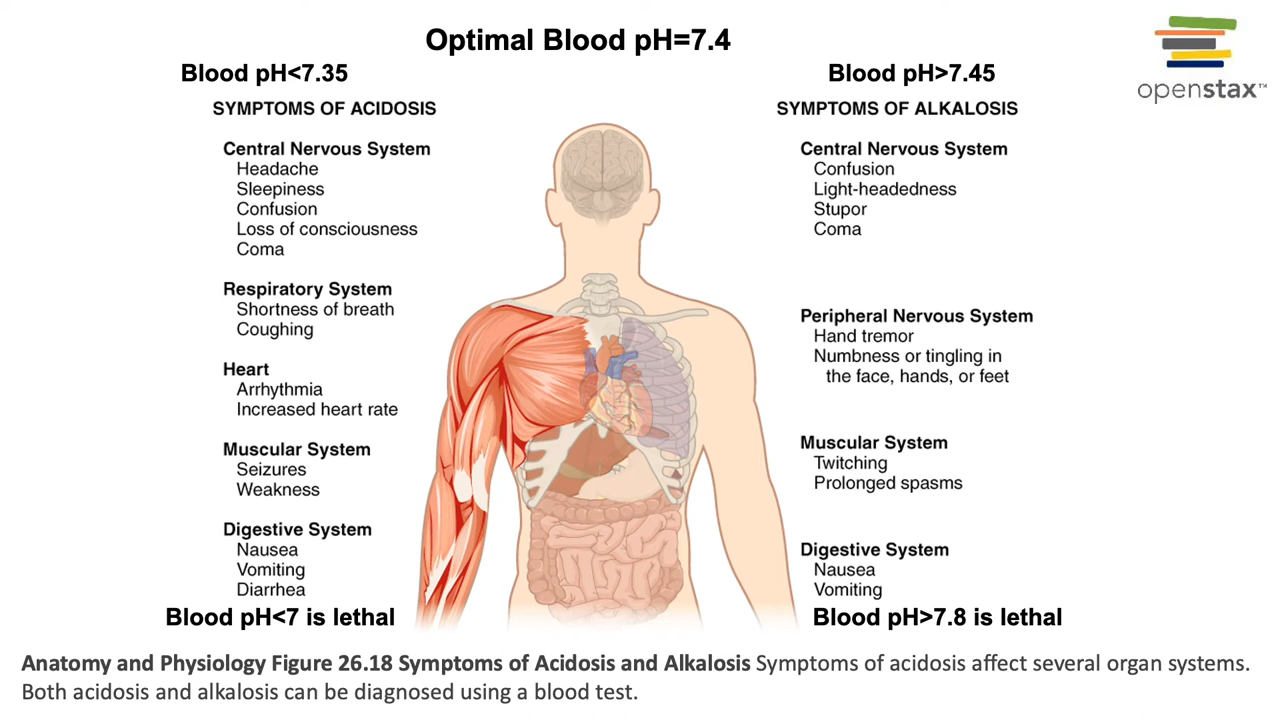 Optimal Blood pH=7.4
openstax™
Blood pH<7.35
SYMPTOMS OF ACIDOSIS
Central Nervous System
Headache
Sleepiness
Confusion
Loss of consciousness
Coma
Respiratory System
Shortness of breath
Coughing
Heart
Arrhythmia
Increased heart rate
Muscular System
Seizures
Weakness
Digestive System
Nausea
Vomiting
Diarrhea
Blood pH<7 is lethal
Blood pH>7.45
SYMPTOMS OF ALKALOSIS
Central Nervous System
Confusion
Light-headedness
Stupor
Coma
Peripheral Nervous System
Hand tremor
Numbness or tingling in
the face, hands, or feet
Muscular System
Twitching
Prolonged spasms
Digestive System
Nausea
Vomiting
Blood pH>7.8 is lethal
Anatomy and Physiology Figure 26.18 Symptoms of Acidosis and Alkalosis Symptoms of acidosis affect several organ systems.
Both acidosis and alkalosis can be diagnosed using a blood test.